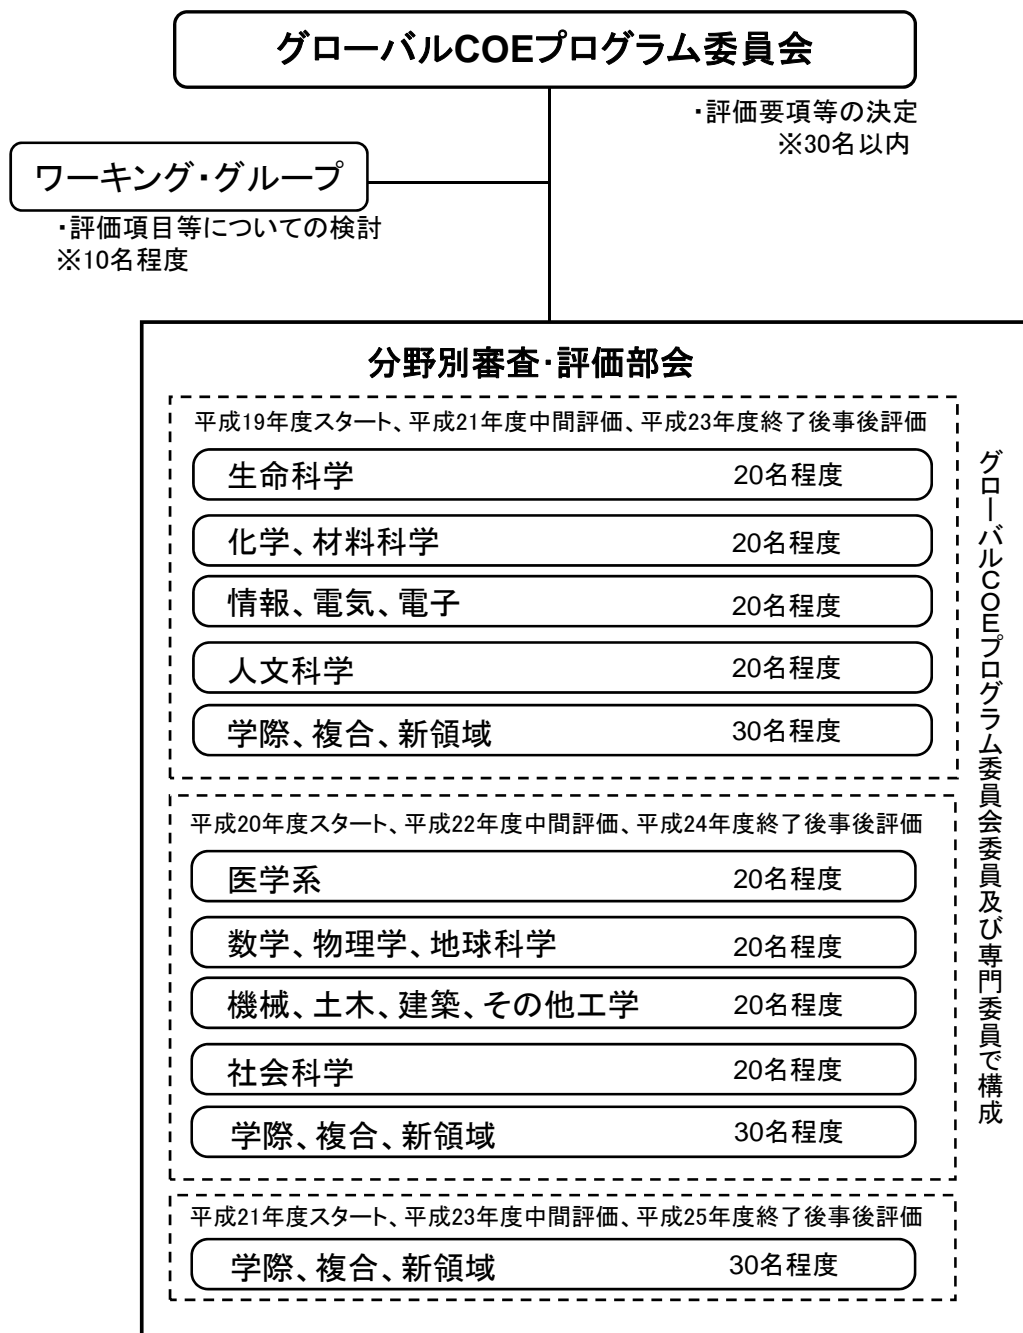 グローバルCOEプログラム委員会
・評価要項等の決定
※30名以内
ワーキング・グループ
・評価項目等についての検討
※10名程度
分野別審査・評価部会
平成19年度スタート、平成21年度中間評価、平成23年度終了後事後評価
生命科学 20名程度
化学、材料科学 20名程度
情報、電気、電子 20名程度
人文科学 20名程度
学際、複合、新領域 30名程度
平成20年度スタート、平成22年度中間評価、平成24年度終了後事後評価
医学系 20名程度
数学、物理学、地球科学 20名程度
機械、土木、建築、その他工学 20名程度
社会科学 20名程度
学際、複合、新領域 30名程度
平成21年度スタート、平成23年度中間評価、平成25年度終了後事後評価
学際、複合、新領域 30名程度
グローバルCOEプログラム委員会委員及び専門委員で構成